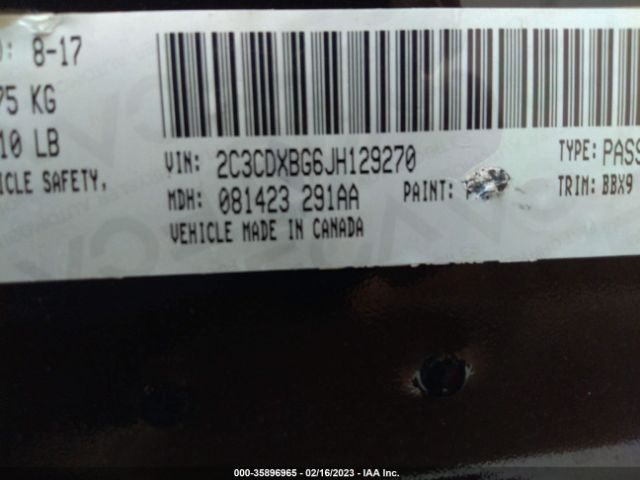 : 8-17
75 KG
10 LB
VIN: 2C3CDXBG6JH129270
TYPE: PASS
ICLE SAFETY,
MDH: 081423 291AA
PAINT:
TRIM: BBX9
VEHICLE MADE IN CANADA
000-35896965 - 02/16/2023 - IAA Inc.